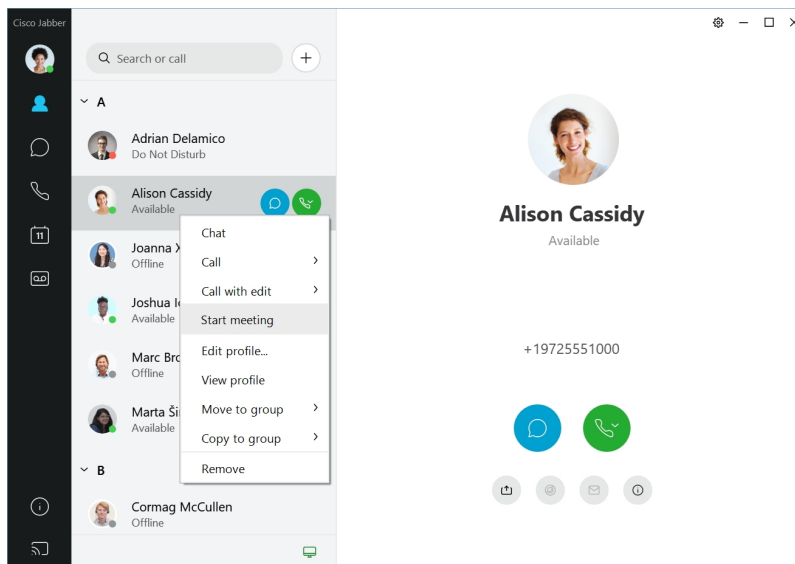 Cisco Jabber
Search or call
A
Adrian Delamico
Do Not Disturb
Alison Cassidy
Available
Joanna
Offline
Joshua
Available
Marc
Offline
Marta
Available
Chat
Call
Call with edit
Start meeting
Edit profile...
View profile
Move to group
Copy to group
Remove
B
Cormag McCullen
Offline
11
Alison Cassidy
Available
+19725551000